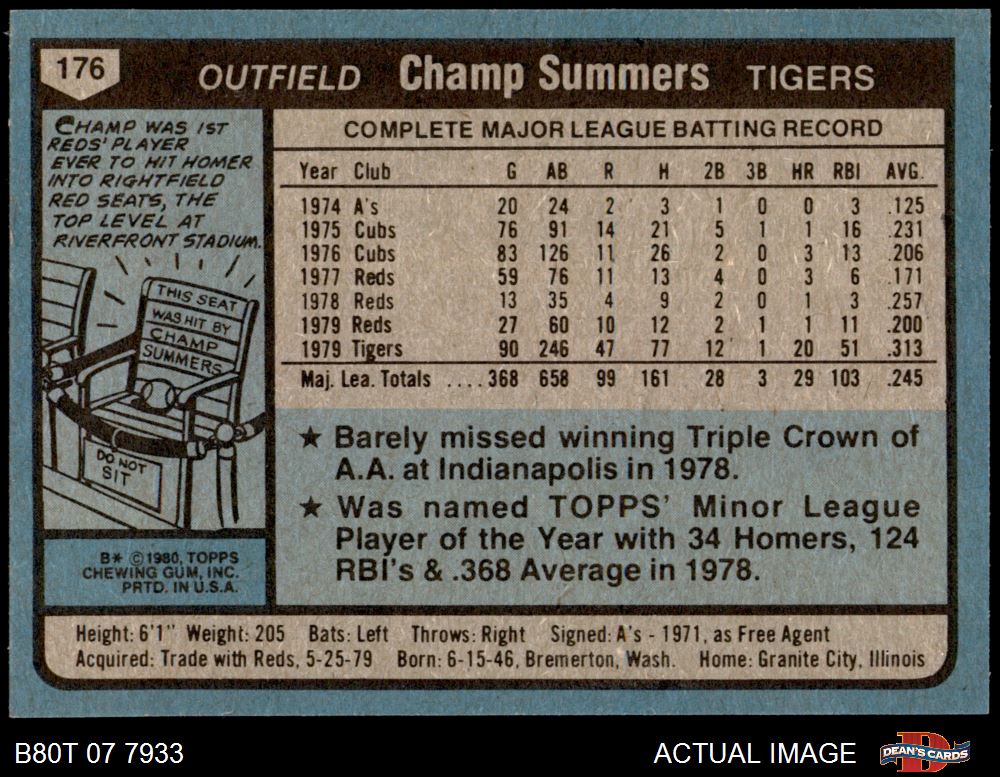 176 OUTFIELD Champ Summers TIGERS
CHAMP WAS 1ST
REDS' PLAYER
EVER TO HIT HOMER
INTO RIGHTFIELD
RED SEATS, THE
TOP LEVEL AT
RIVERFRONT STADIUM.
THIS SEAT
WAS HIT BY
CHAMP
SUMMERS
DO NOT
SIT
B* ©1980, TOPPS
CHEWING GUM, INC.
PRTD. IN U.S.A.
COMPLETE MAJOR LEAGUE BATTING RECORD
Year Club G AB R H 2B 3B HR RBI AVG.
1974 A's 20 24 2 3 1 0 0 3 .125
1975 Cubs 76 91 14 21 5 1 1 16 .231
1976 Cubs 83 126 11 26 2 0 3 13 .206
1977 Reds 59 76 11 13 4 0 3 6 .171
1978 Reds 13 35 4 9 2 0 1 3 .257
1979 Reds 27 60 10 12 2 1 1 11 .200
1979 Tigers 90 246 47 77 12 1 20 51 .313
Maj. Lea. Totals ....368 658 99 161 28 3 29 103 .245
★ Barely missed winning Triple Crown of
A.A. at Indianapolis in 1978.
★ Was named TOPPS' Minor League
Player of the Year with 34 Homers, 124
RBI's & .368 Average in 1978.
Height: 6'1" Weight: 205 Bats: Left Throws: Right Signed: A's - 1971, as Free Agent
Acquired: Trade with Reds, 5-25-79 Born: 6-15-46, Bremerton, Wash. Home: Granite City, Illinois
B80T 07 7933 ACTUAL IMAGE DEAN'S CARDS